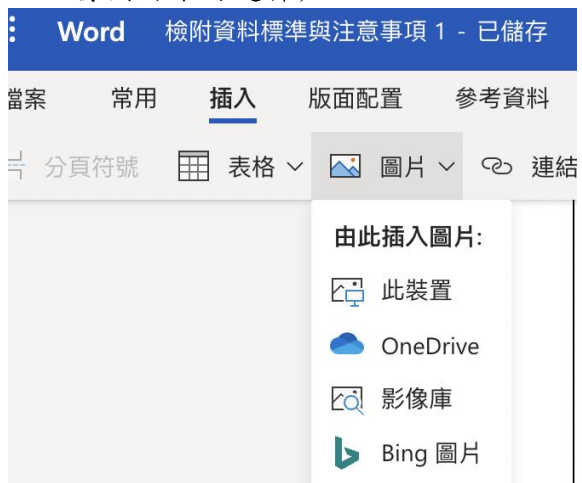 Word 檢附資料標準與注意事項 1 - 已儲存
檔案 常用 插入 版面配置 參考資料
分頁符號 表格 圖片 連結
由此插入圖片:
此裝置
OneDrive
影像庫
Bing 圖片